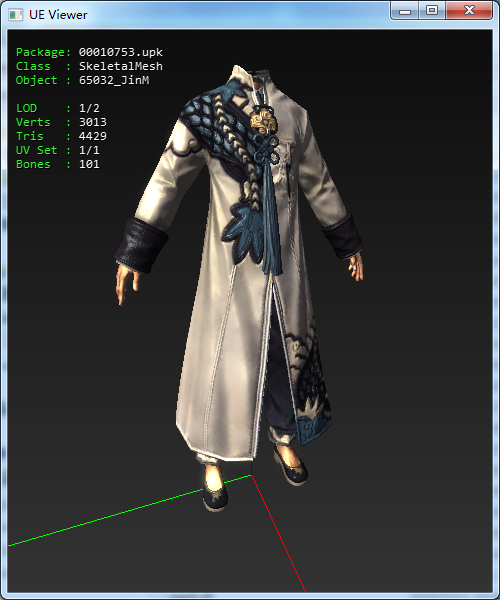 UE Viewer
Package: 00010753.upk
Class  : SkeletalMesh
Object : 65032_JinM
LOD    : 1/2
Verts  : 3013
Tris   : 4429
UV Set : 1/1
Bones  : 101